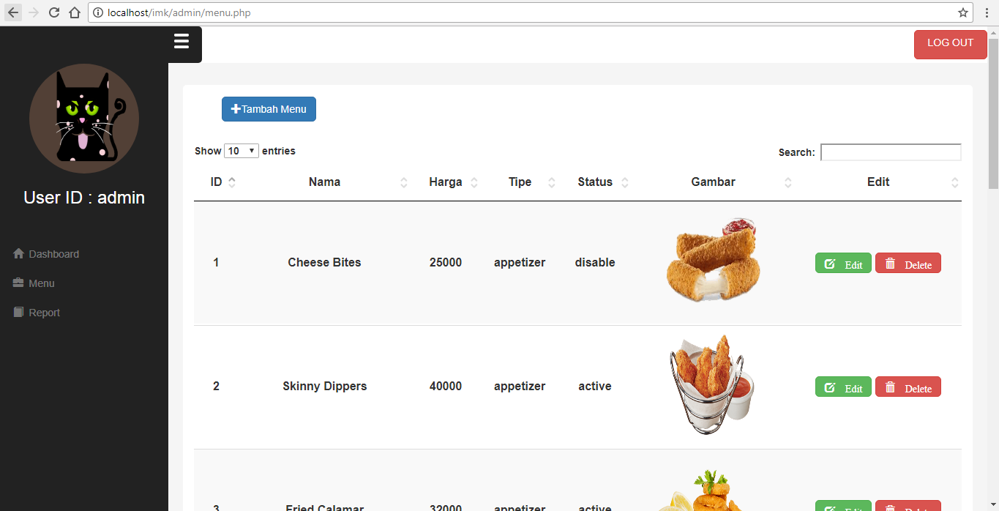 localhost/imk/admin/menu.php
LOG OUT
User ID : admin
Dashboard
Menu
Report
Tambah Menu
Show 10 entries
Search:
ID Nama Harga Tipe Status Gambar Edit
1 Cheese Bites 25000 appetizer disable Edit Delete
2 Skinny Dippers 40000 appetizer active Edit Delete
3 Fried Calamar 32000 appetizer active Edit Delete